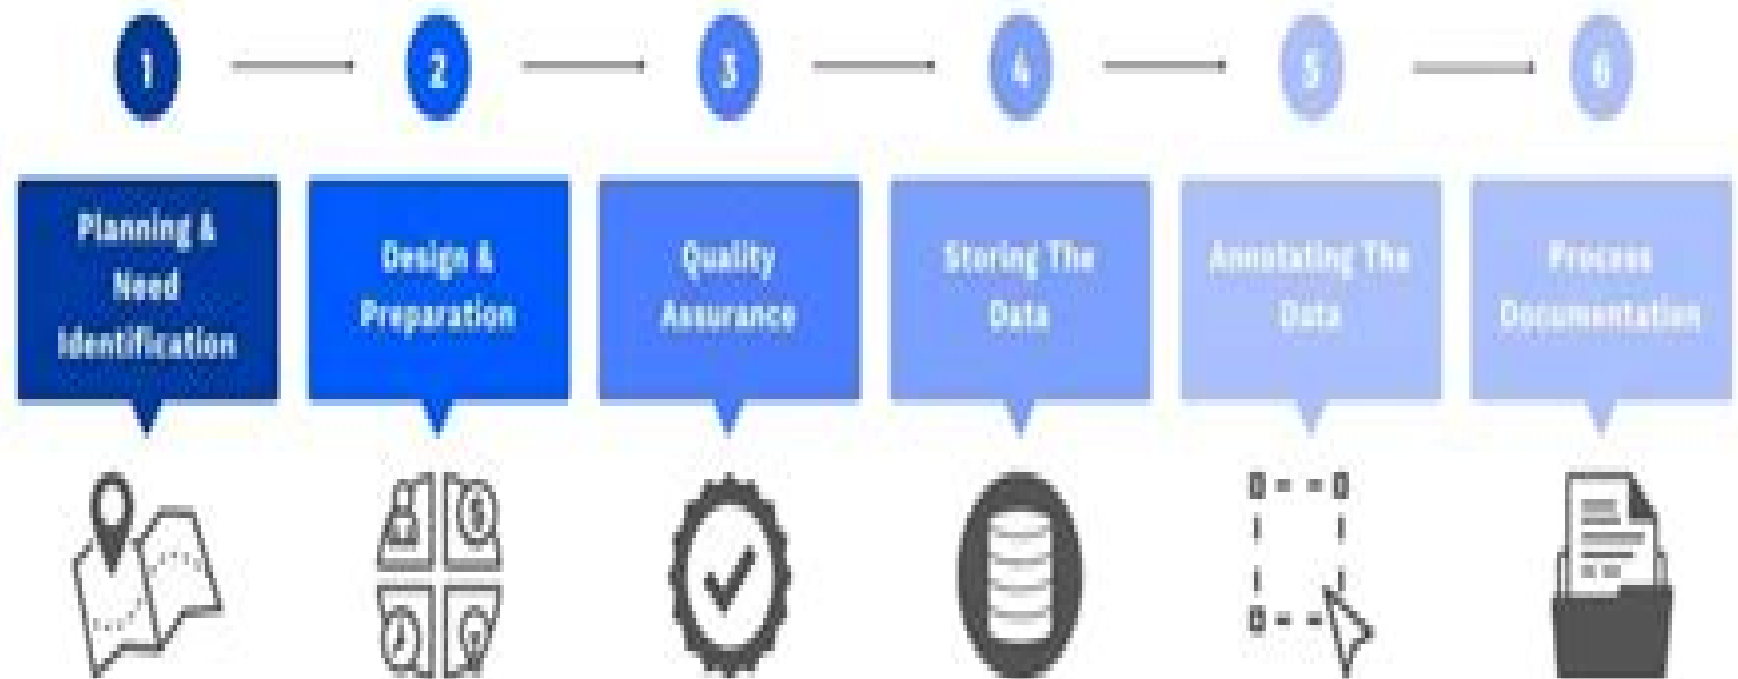 1
2
3
4
5
6
Planning &
Need
Identification
Design &
Preparation
Quality
Assurance
Storing The
Data
Annotating The
Data
Process
Documentation